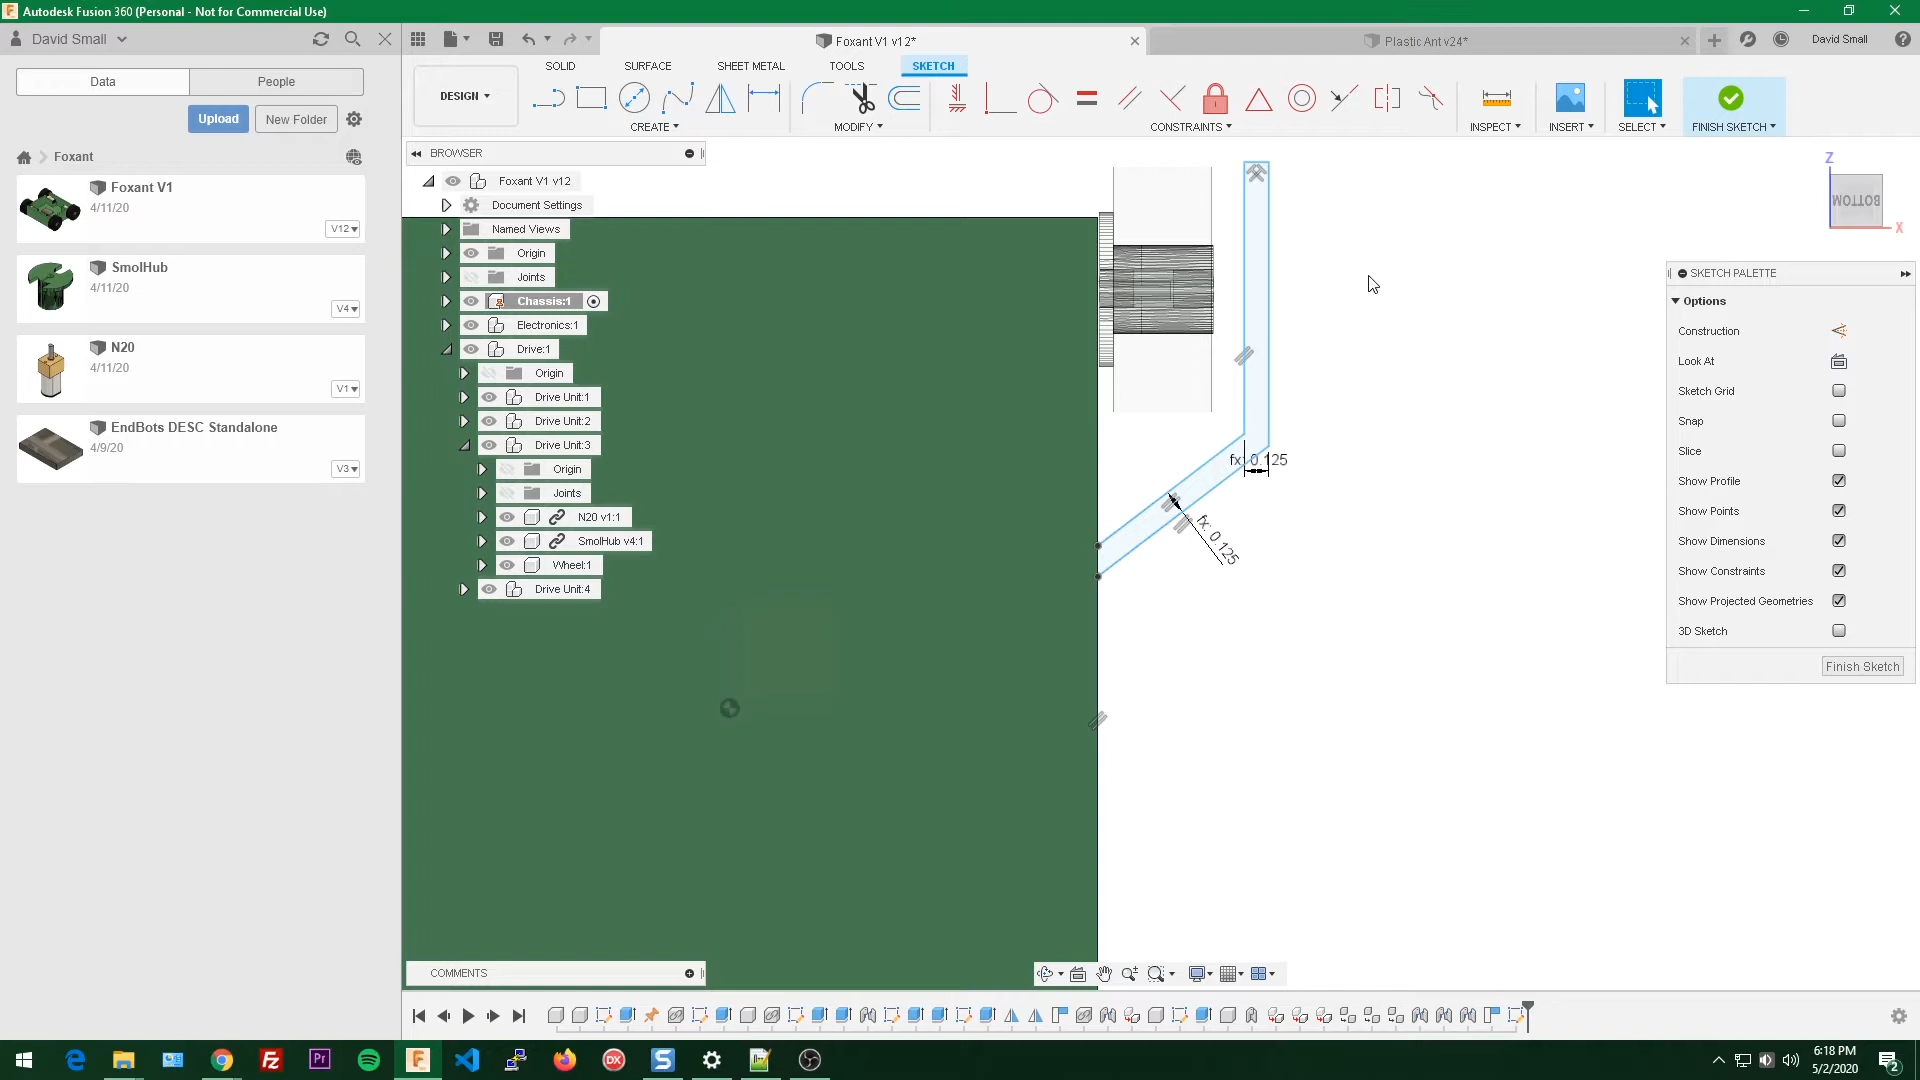 Autodesk Fusion 360 (Personal - Not for Commercial Use)
David Small
Foxant V1 v12*
Plastic Ant v24*
David Small
Data
People
Upload
New Folder
Foxant
Foxant V1
4/11/20
V12
SmolHub
4/11/20
V4
N20
4/11/20
V1
EndBots DESC Standalone
4/9/20
V3
DESIGN
SOLID
SURFACE
SHEET METAL
TOOLS
SKETCH
CREATE
MODIFY
CONSTRAINTS
INSPECT
INSERT
SELECT
FINISH SKETCH
BROWSER
Foxant V1 v12
Document Settings
Named Views
Origin
Joints
Chassis:1
Electronics:1
Drive:1
Origin
Drive Unit:1
Drive Unit:2
Drive Unit:3
Origin
Joints
N20 v1:1
SmolHub v4:1
Wheel:1
Drive Unit:4
fx: 0.125
fx: 0.125
Z
BOTTOM
X
SKETCH PALETTE
Options
Construction
Look At
Sketch Grid
Snap
Slice
Show Profile
Show Points
Show Dimensions
Show Constraints
Show Projected Geometries
3D Sketch
Finish Sketch
COMMENTS
6:18 PM
5/2/2020
2